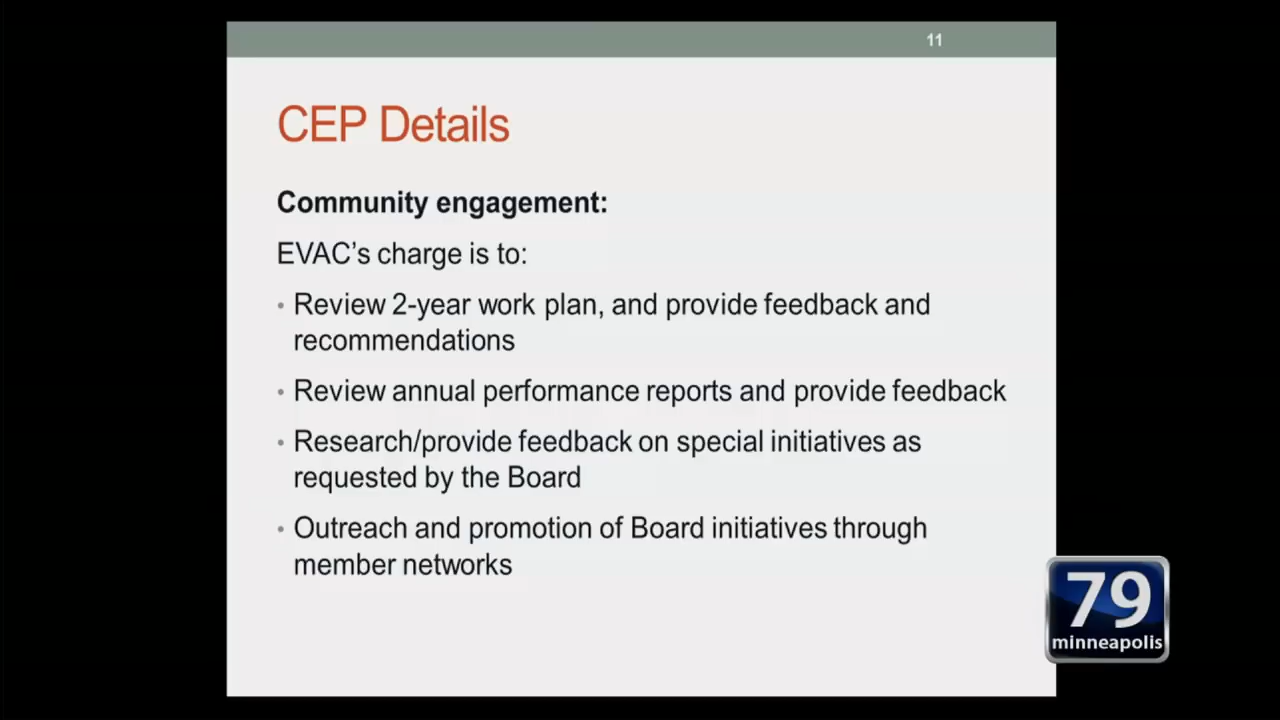 11
CEP Details
Community engagement:
EVAC's charge is to:
• Review 2-year work plan, and provide feedback and
recommendations
• Review annual performance reports and provide feedback
• Research/provide feedback on special initiatives as
requested by the Board
• Outreach and promotion of Board initiatives through
member networks
79
minneapolis